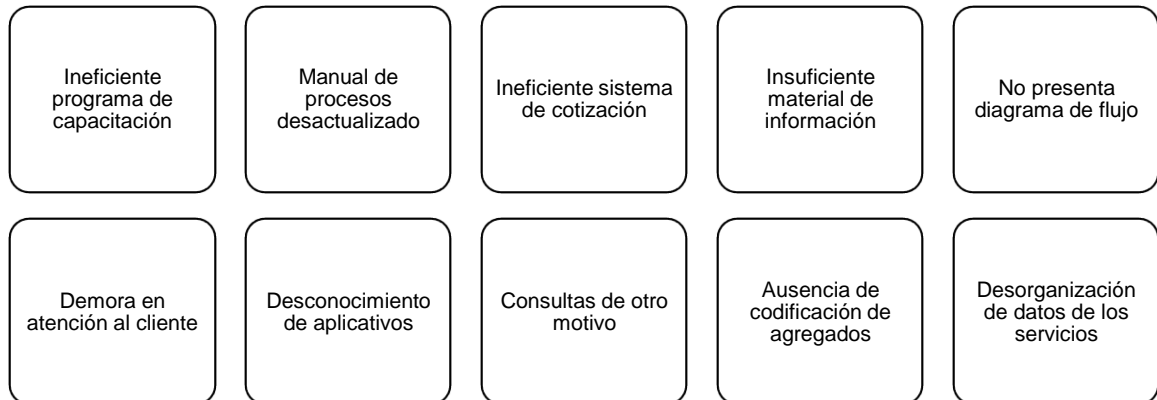 Ineficiente
programa de
capacitación
Manual de
procesos
desactualizado
Ineficiente sistema
de cotización
Insuficiente
material de
información
No presenta
diagrama de flujo
Demora en
atención al cliente
Desconocimiento
de aplicativos
Consultas de otro
motivo
Ausencia de
codificación de
agregados
Desorganización
de datos de los
servicios